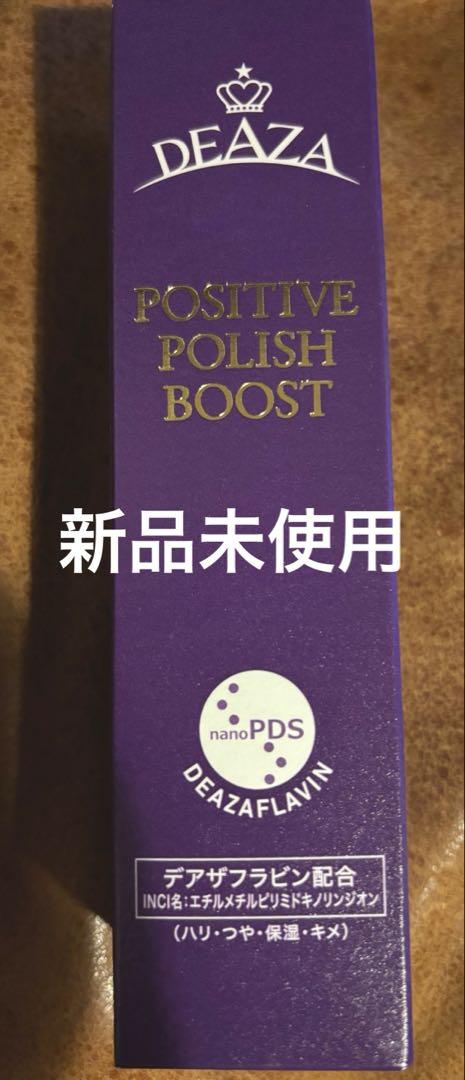 DEAZA
POSITIVE
POLISH
BOOST
新品未使用
nanoPDS
DEAZAFLAVIN
デアザフラビン配合
INCI名:エチルメチルピリミドキノリンジオン
(ハリ・つや・保湿・キメ)